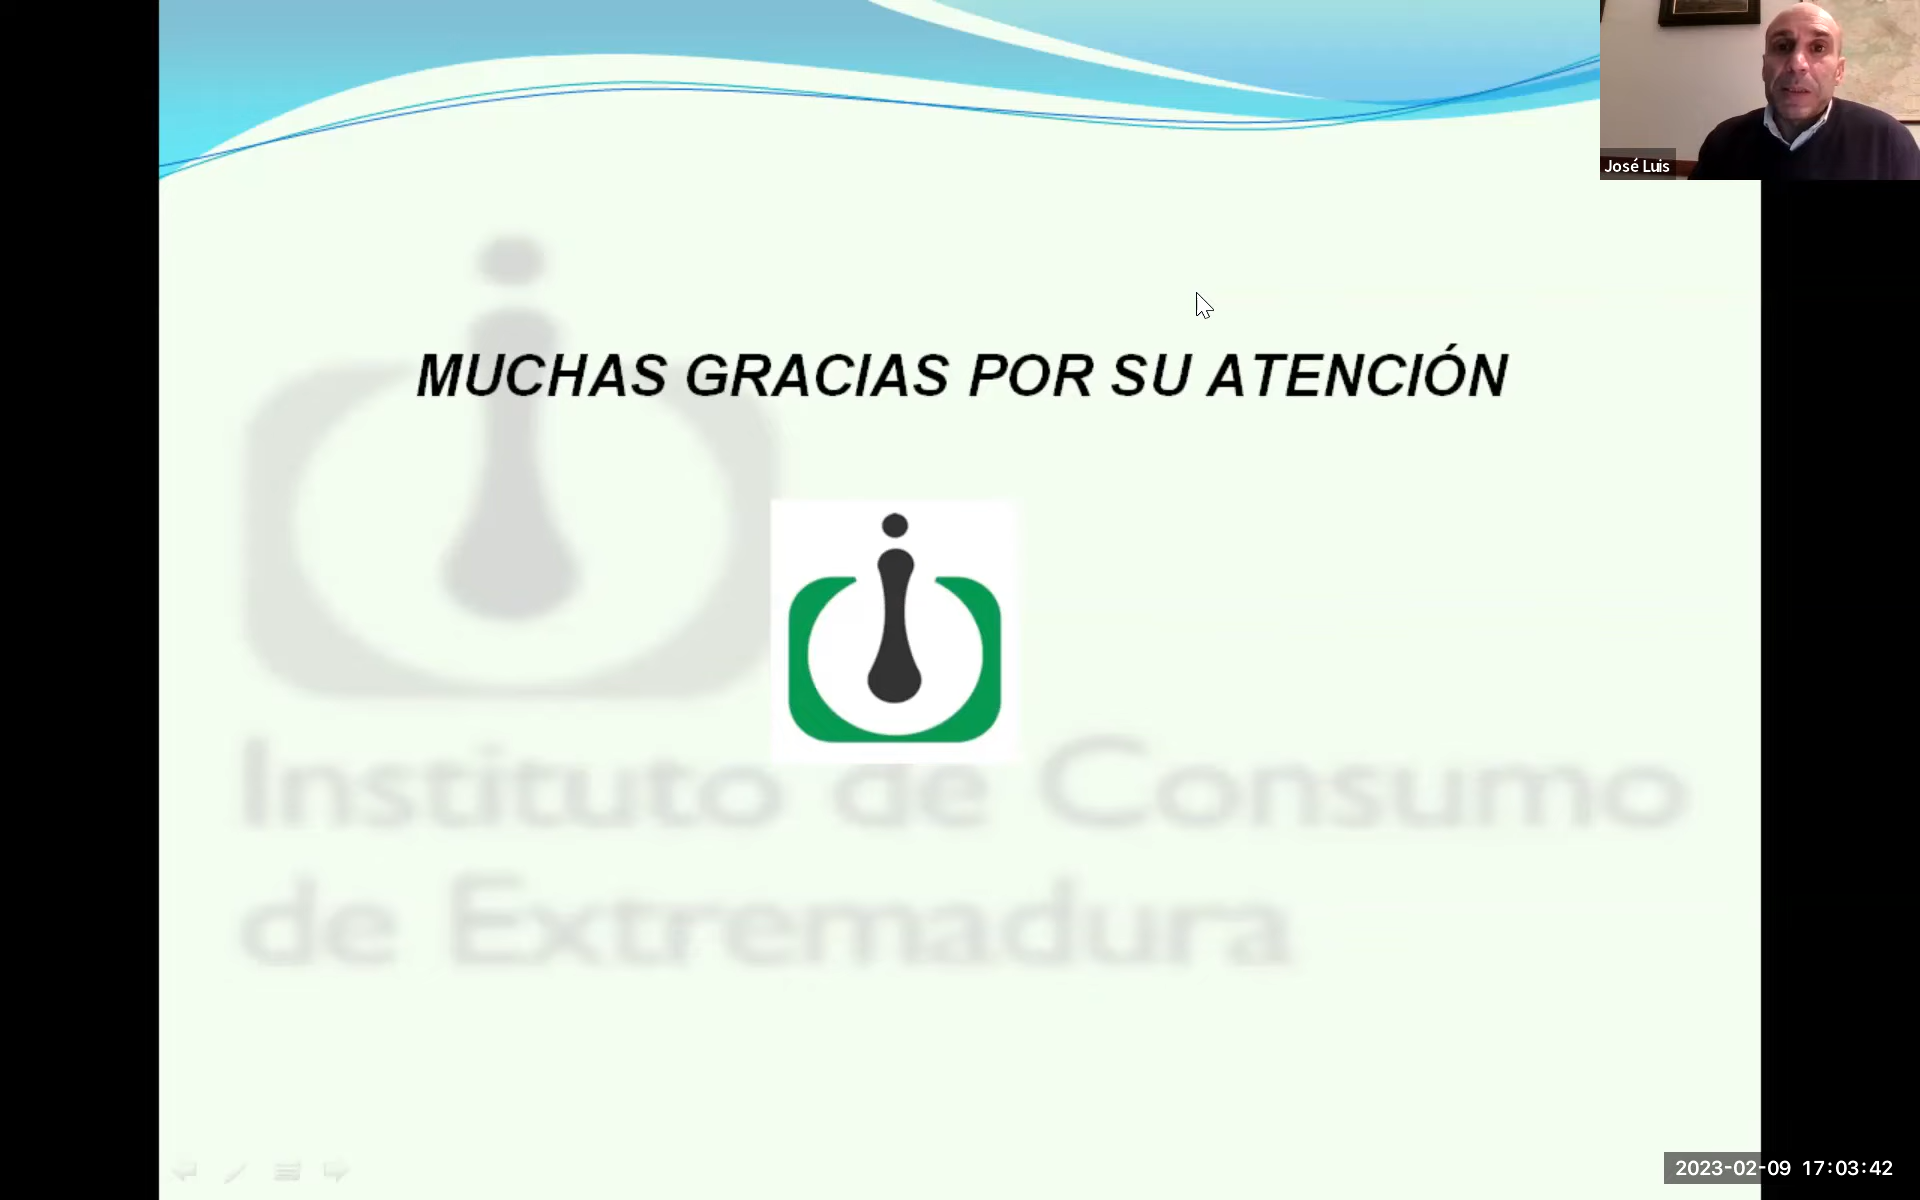 José Luis
MUCHAS GRACIAS POR SU ATENCIÓN
Instituto de Consumo
de Extremadura
2023-02-09 17:03:42